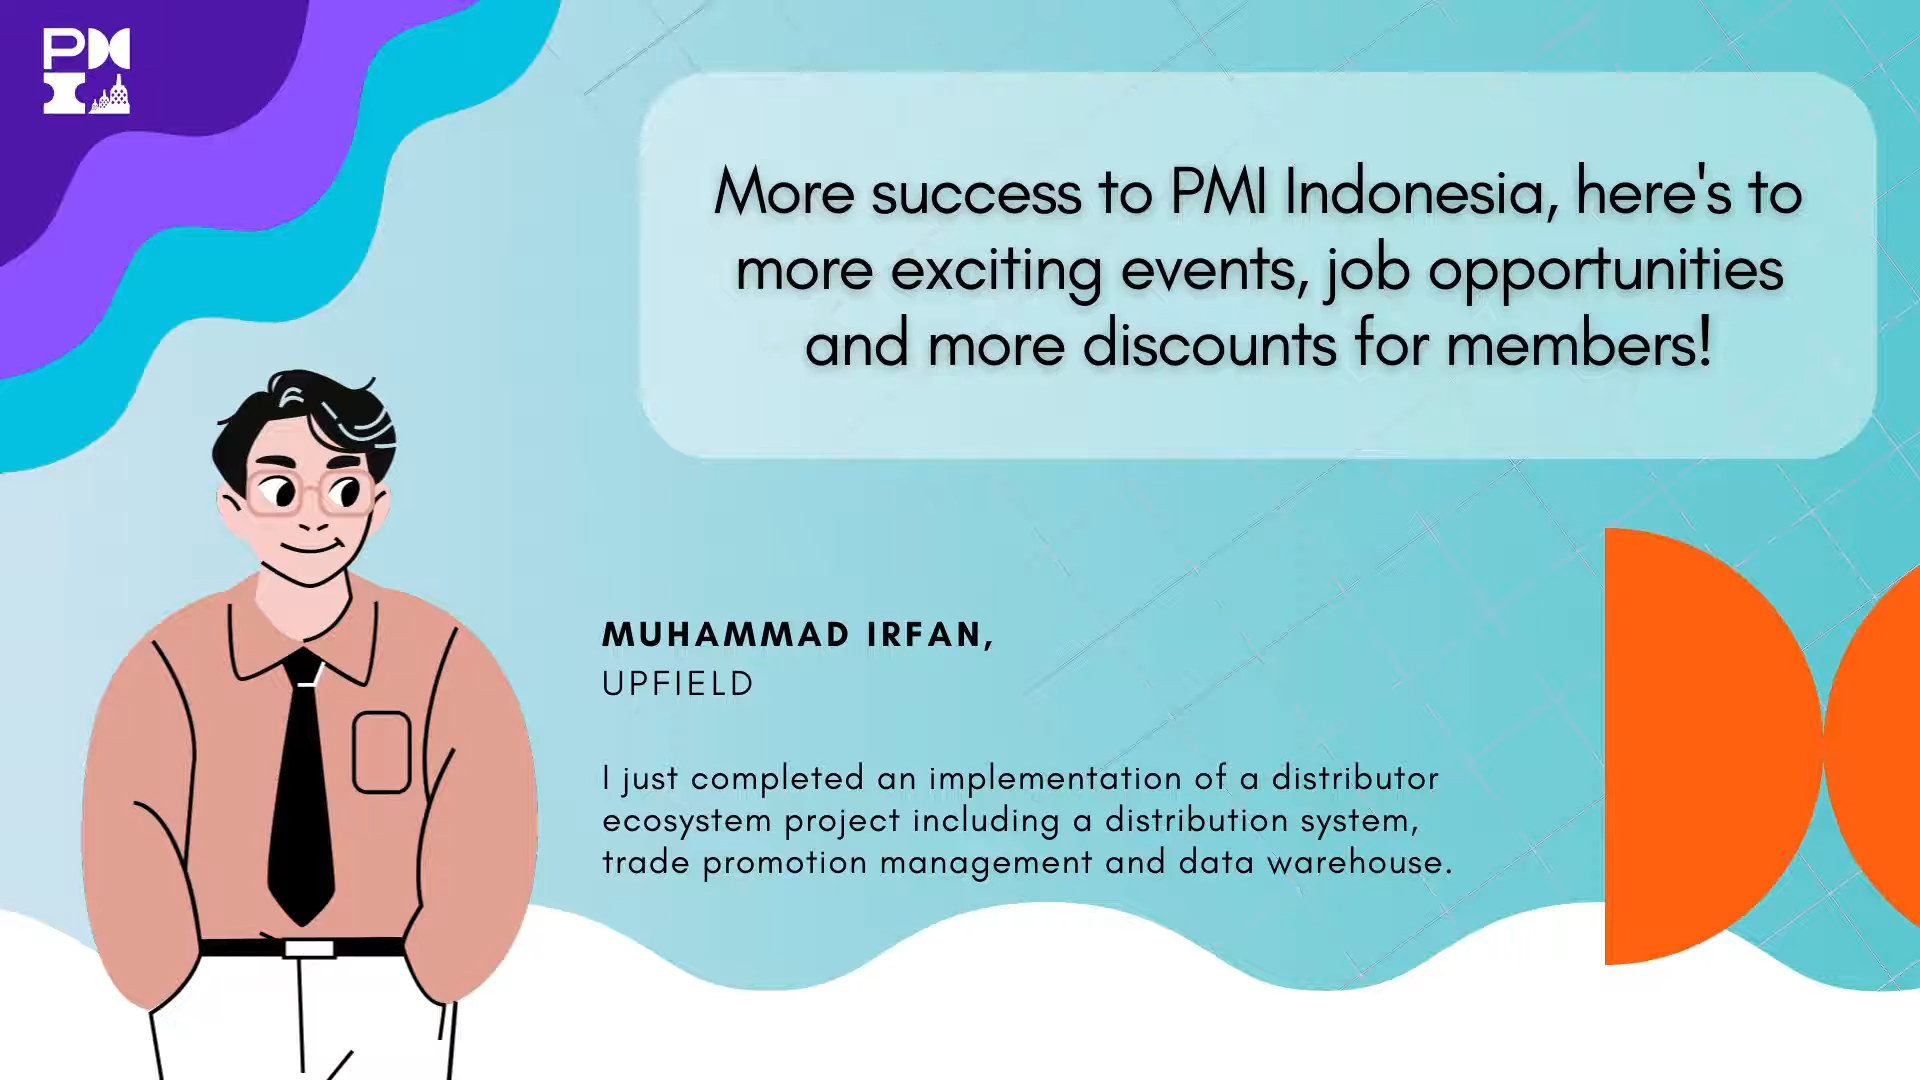 PMI
More success to PMI Indonesia, here's to
more exciting events, job opportunities
and more discounts for members!
MUHAMMAD IRFAN,
UPFIELD
I just completed an implementation of a distributor
ecosystem project including a distribution system,
trade promotion management and data warehouse.